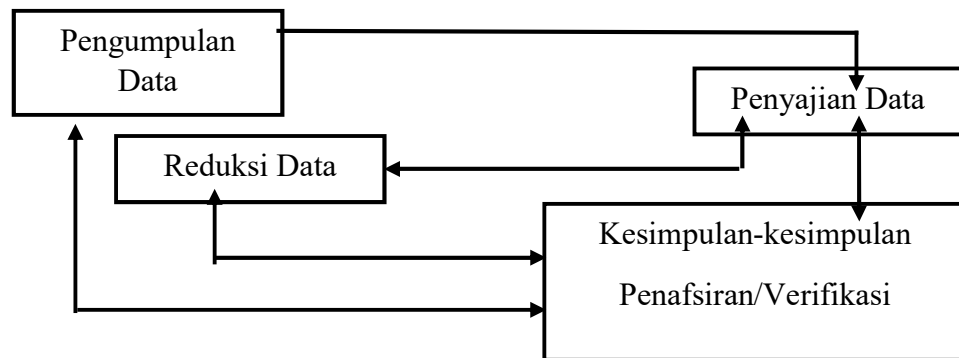 Pengumpulan
Data
Penyajian Data
Reduksi Data
Kesimpulan-kesimpulan
Penafsiran/Verifikasi